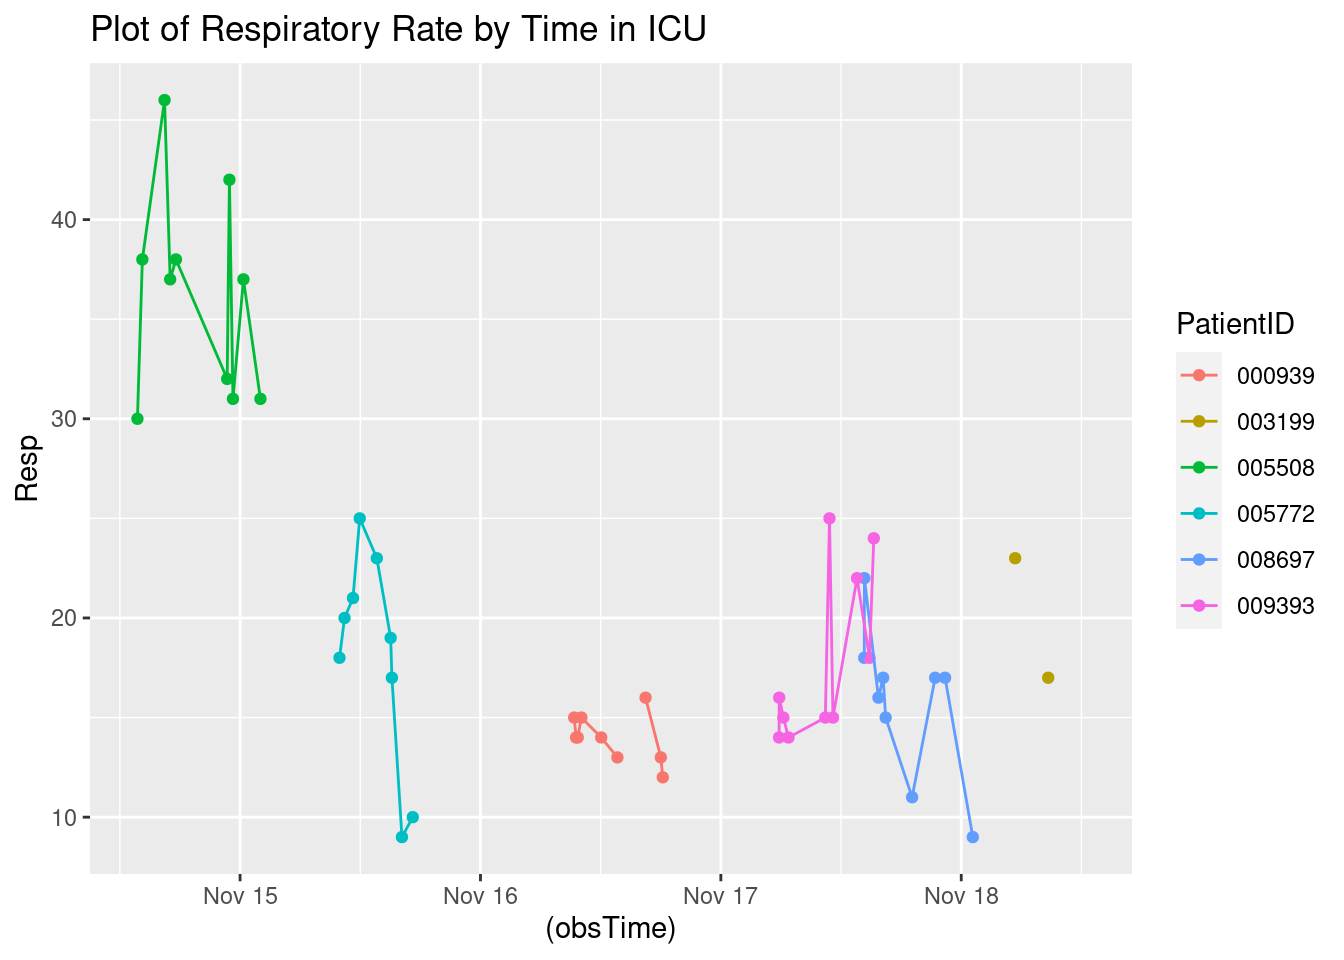 Plot of Respiratory Rate by Time in ICU
Resp
40
30
20
10
Nov 15
Nov 16
Nov 17
Nov 18
(obsTime)
PatientID
000939
003199
005508
005772
008697
009393